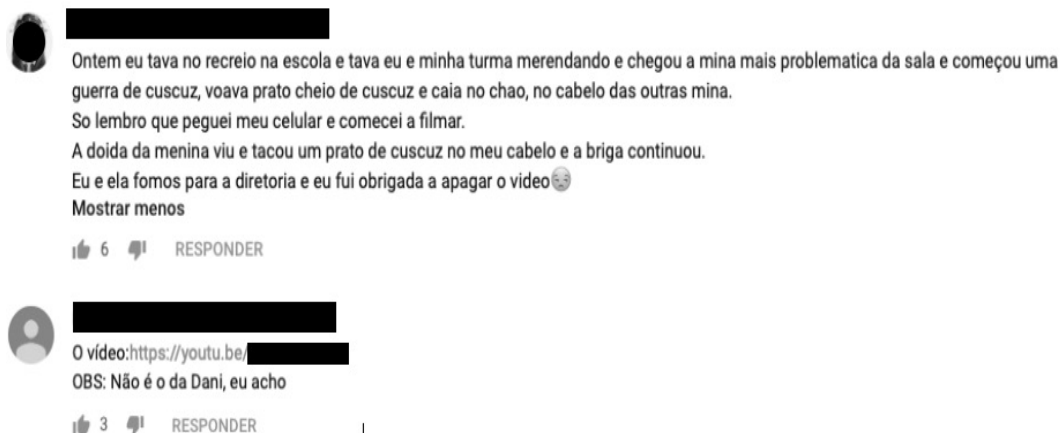 Ontem eu tava no recreio na escola e tava eu e minha turma merendando e chegou a mina mais problematica da sala e começou uma
guerra de cuscuz, voava prato cheio de cuscuz e caia no chao, no cabelo das outras mina.
So lembro que peguei meu celular e comecei a filmar.
A doida da menina viu e tacou um prato de cuscuz no meu cabelo e a briga continuou.
Eu e ela fomos para a diretoria e eu fui obrigada a apagar o video😔
Mostrar menos
6 RESPONDER
O vídeo:https://youtu.be/
OBS: Não é o da Dani, eu acho
3 RESPONDER